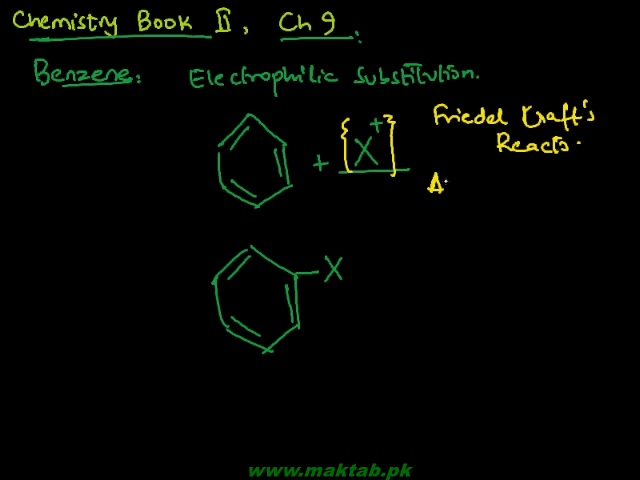 Chemistry Book II, Ch 9:
Benzene: Electrophilic Substitution.
Friedel Craft's
Reacts.
+ [X+]
A
X
www.maktab.pk